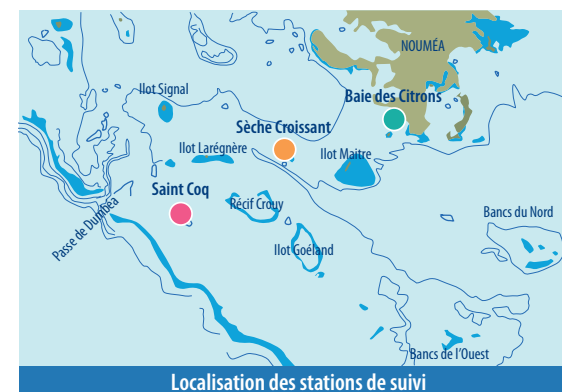 NOUMÉA
Ilot Signal
Baie des Citrons
Sèche Croissant
Ilot Larégnère
Ilot Maitre
Saint Coq
Récif Crouy
Passe de Dumbéa
Bancs du Nord
Ilot Goéland
Bancs de l'Ouest
Localisation des stations de suivi